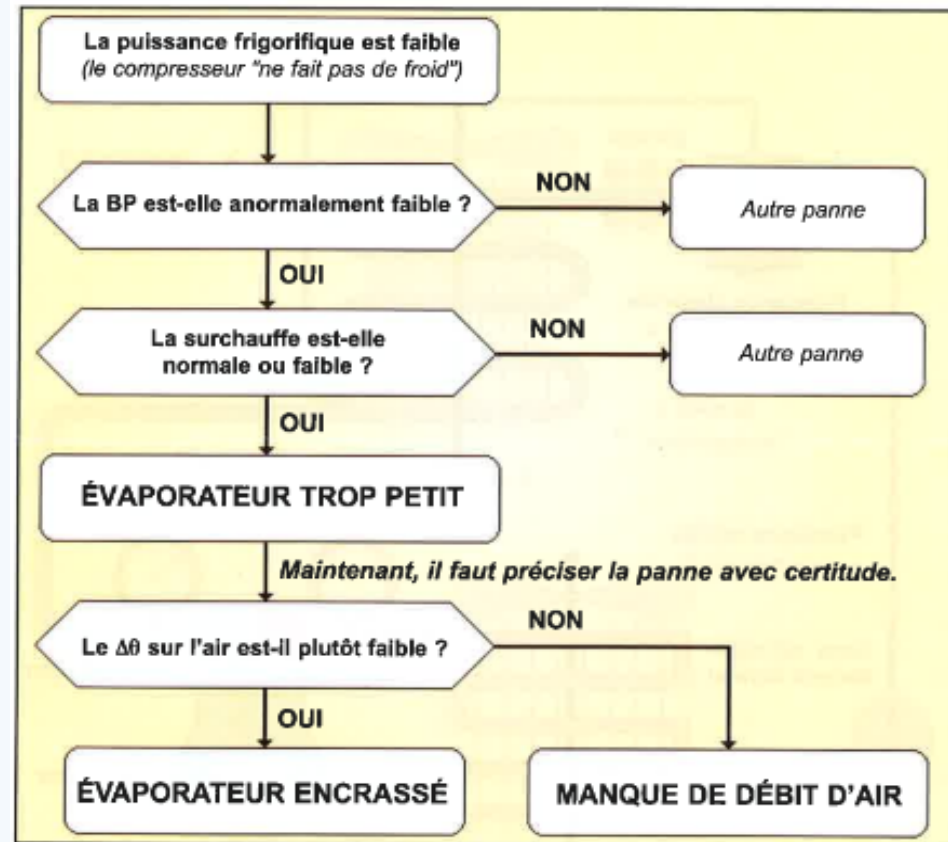 La puissance frigorifique est faible
(le compresseur "ne fait pas de froid")
La BP est-elle anormalement faible ?
NON
Autre panne
OUI
La surchauffe est-elle
normale ou faible ?
NON
Autre panne
OUI
ÉVAPORATEUR TROP PETIT
Maintenant, il faut préciser la panne avec certitude.
Le Δθ sur l'air est-il plutôt faible ?
NON
OUI
ÉVAPORATEUR ENCRASSÉ
MANQUE DE DÉBIT D'AIR